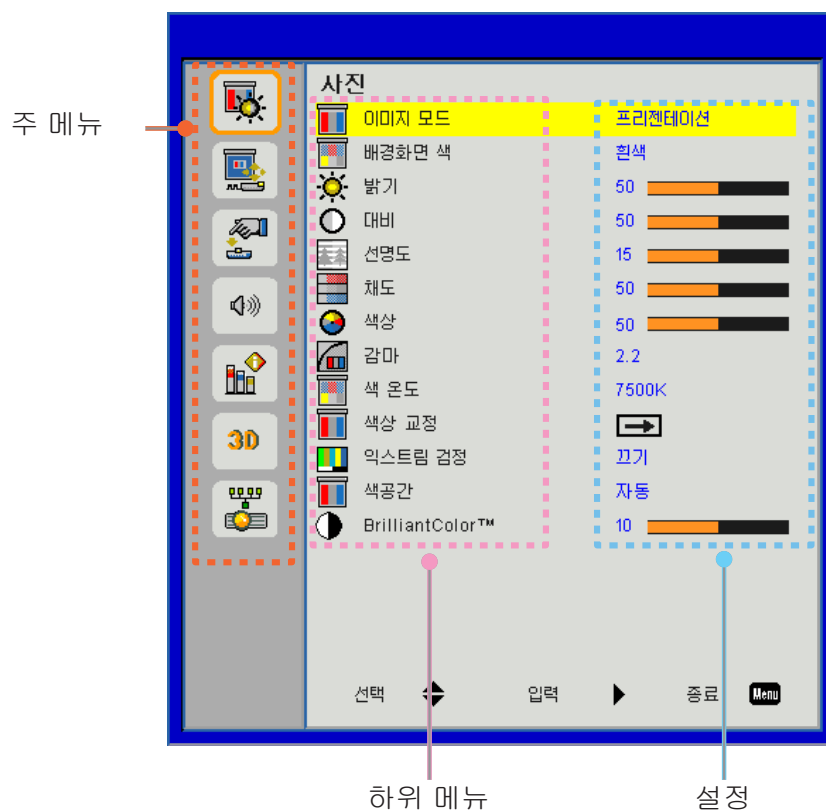 사진
주 메뉴
이미지 모드 프리젠테이션
배경화면 색 흰색
밝기 50
대비 50
선명도 15
채도 50
색상 50
감마 2.2
색 온도 7500K
색상 교정
익스트림 검정 끄기
3D
색공간 자동
BrilliantColor™ 10
선택 입력 종료 Menu
하위 메뉴 설정